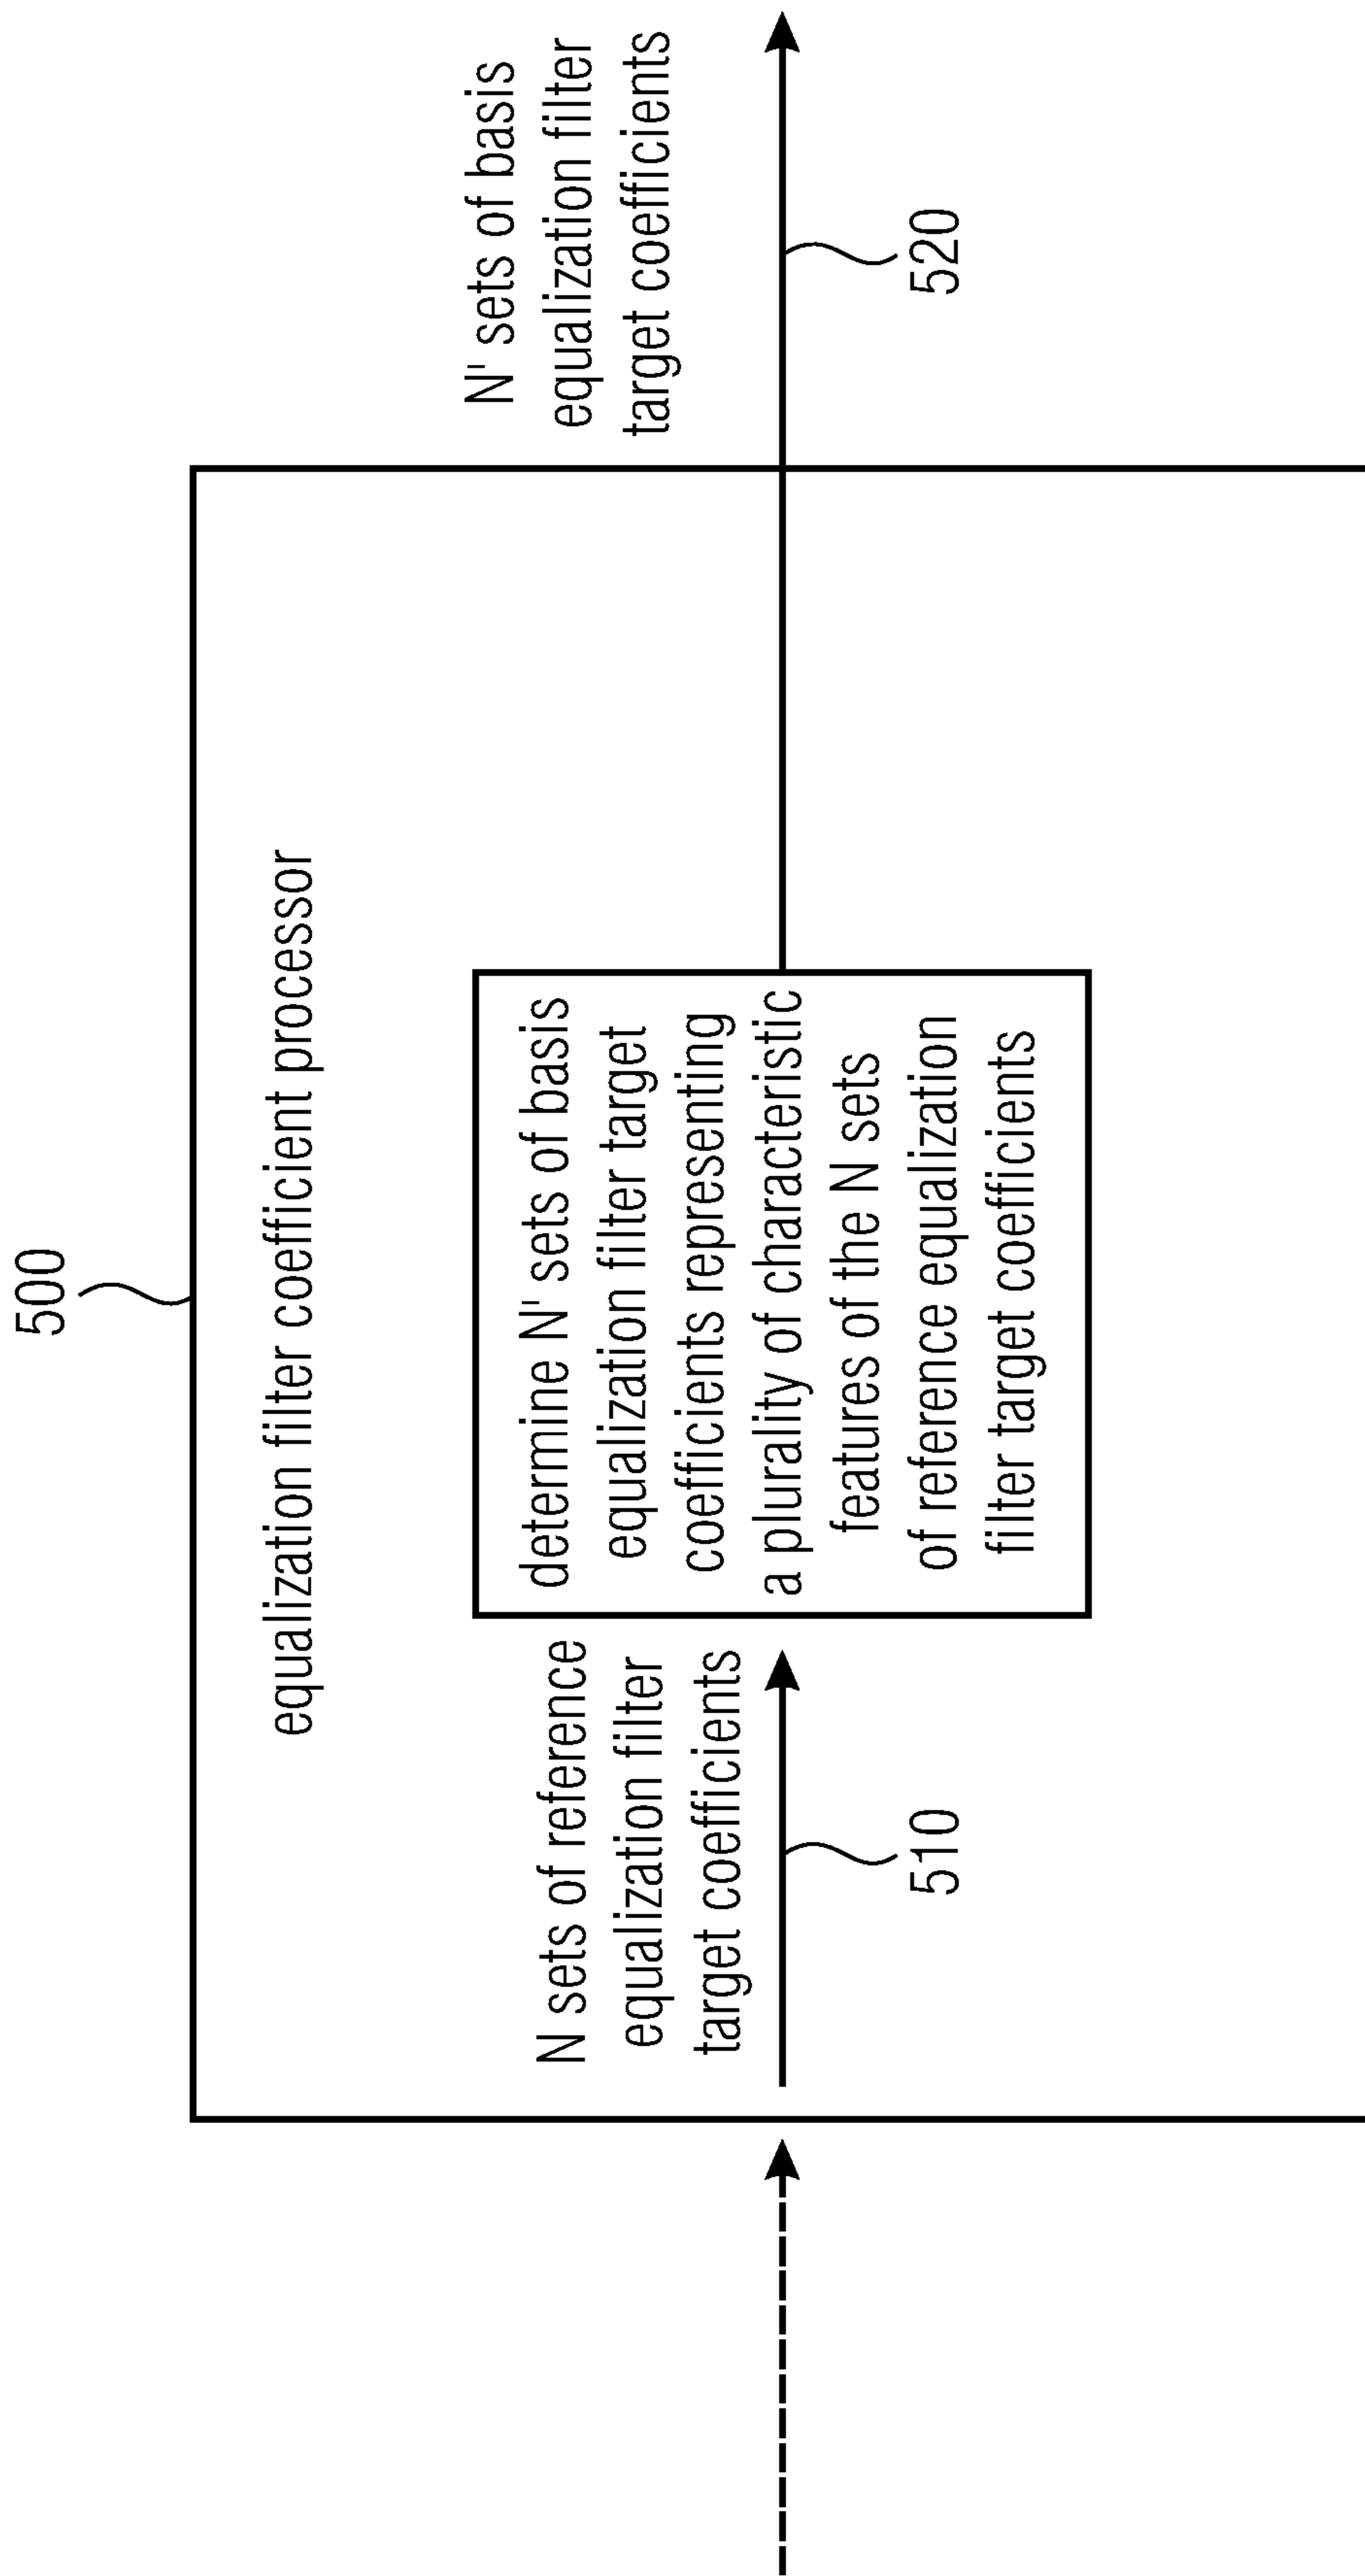 500
equalization filter coefficient processor
N sets of reference
equalization filter
target coefficients
510
determine N' sets of basis
equalization filter target
coefficients representing
a plurality of characteristic
features of the N sets
of reference equalization
filter target coefficients
N' sets of basis
equalization filter
target coefficients
520